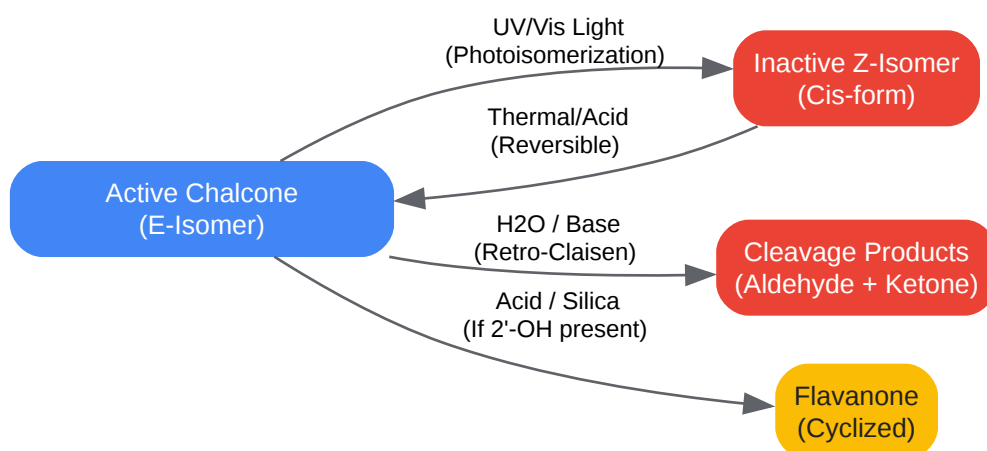 UV/Vis Light
(Photoisomerization)
Inactive Z-Isomer
(Cis-form)
Thermal/Acid
(Reversible)
Active Chalcone
(E-Isomer)
H2O / Base
(Retro-Claisen)
Cleavage Products
(Aldehyde + Ketone)
Acid / Silica
(If 2'-OH present)
Flavanone
(Cyclized)